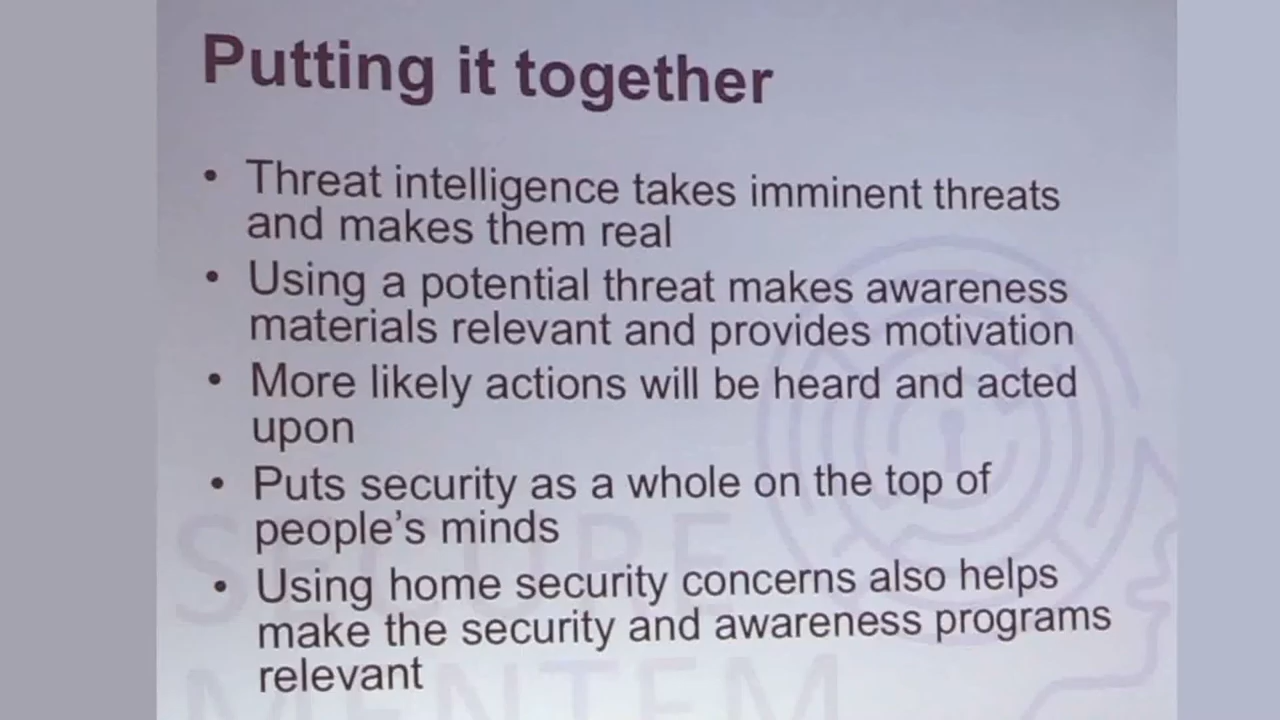 Putting it together
• Threat intelligence takes imminent threats
and makes them real
• Using a potential threat makes awareness
materials relevant and provides motivation
• More likely actions will be heard and acted
upon
• Puts security as a whole on the top of
people's minds
• Using home security concerns also helps
make the security and awareness programs
relevant
SECURE
MENTEM